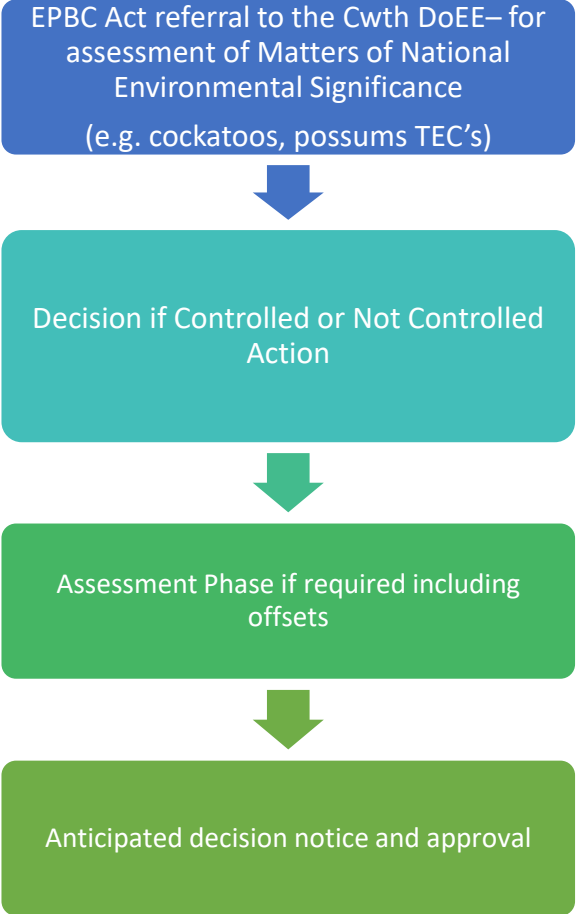 EPBC Act referral to the Cwth DoEE– for
assessment of Matters of National
Environmental Significance
(e.g. cockatoos, possums TEC’s)
Decision if Controlled or Not Controlled
Action
Assessment Phase if required including
offsets
Anticipated decision notice and approval